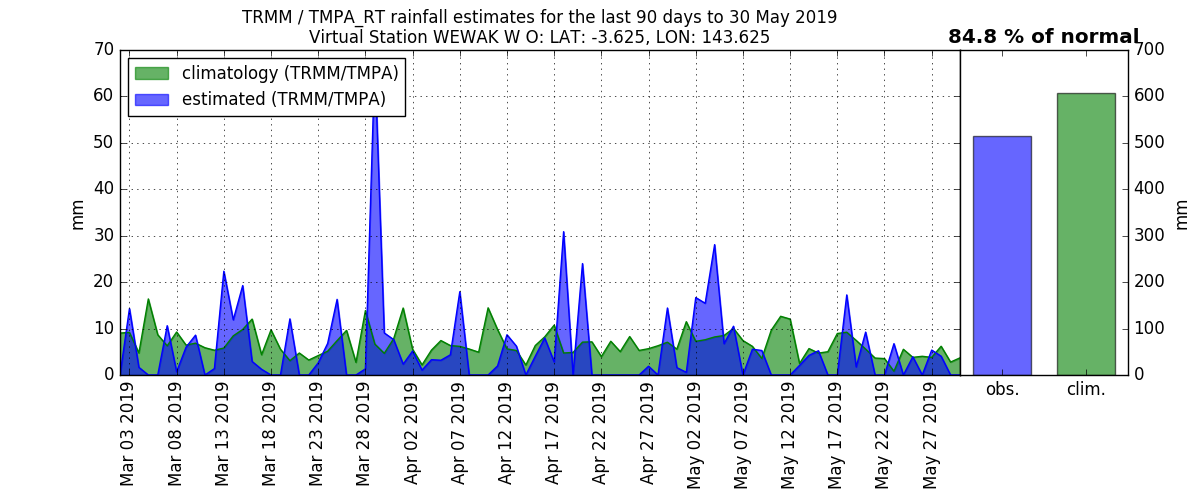 TRMM / TMPA_RT rainfall estimates for the last 90 days to 30 May 2019
Virtual Station WEWAK W O: LAT: -3.625, LON: 143.625
84.8 % of normal
climatology (TRMM/TMPA)
estimated (TRMM/TMPA)
mm
70
60
50
40
30
20
10
0
Mar 03 2019
Mar 08 2019
Mar 13 2019
Mar 18 2019
Mar 23 2019
Mar 28 2019
Apr 02 2019
Apr 07 2019
Apr 12 2019
Apr 17 2019
Apr 22 2019
Apr 27 2019
May 02 2019
May 07 2019
May 12 2019
May 17 2019
May 22 2019
May 27 2019
obs.
clim.
700
600
500
400
300
200
100
0
mm